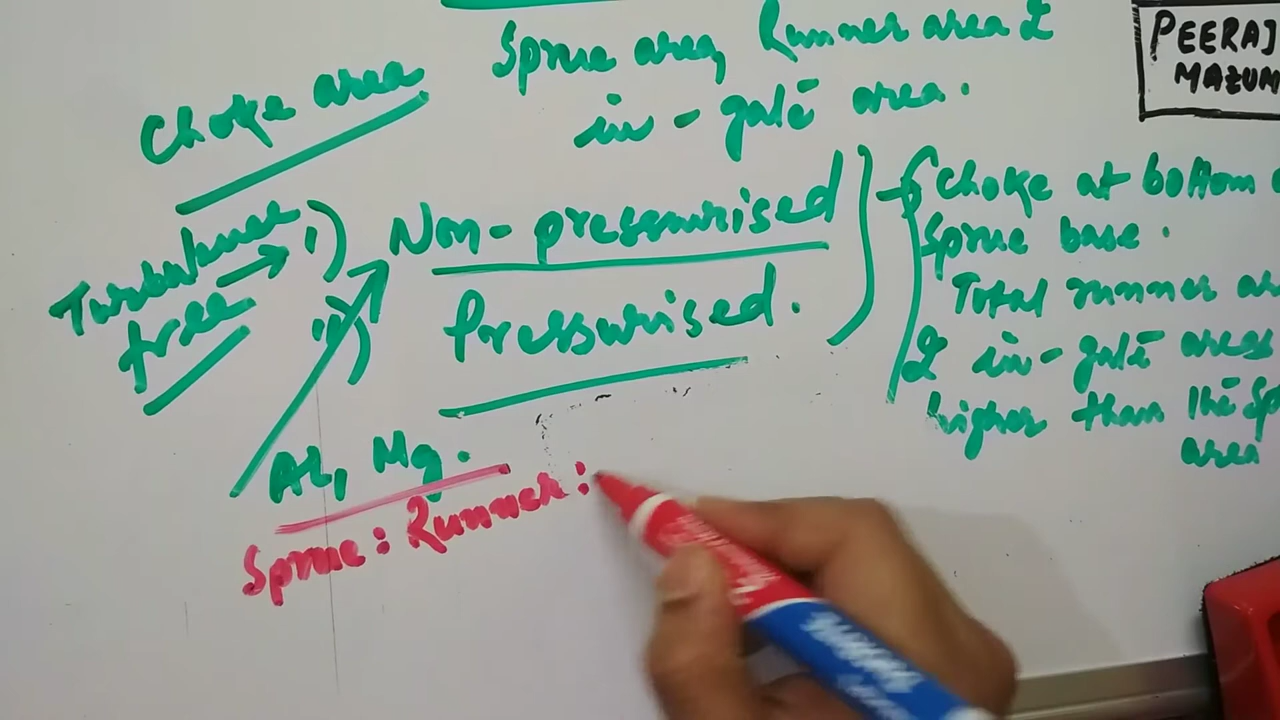 Sprue area, Runner area &
in-gate area.
PEERAJ
MAZUM
Choke area
Turbulence
free
i) Non-pressurised
ii) Pressurised.
Choke at bottom
Sprue base.
Total runner
& in-gate areas
higher than the
area
Al, Mg.
Sprue: Runner: